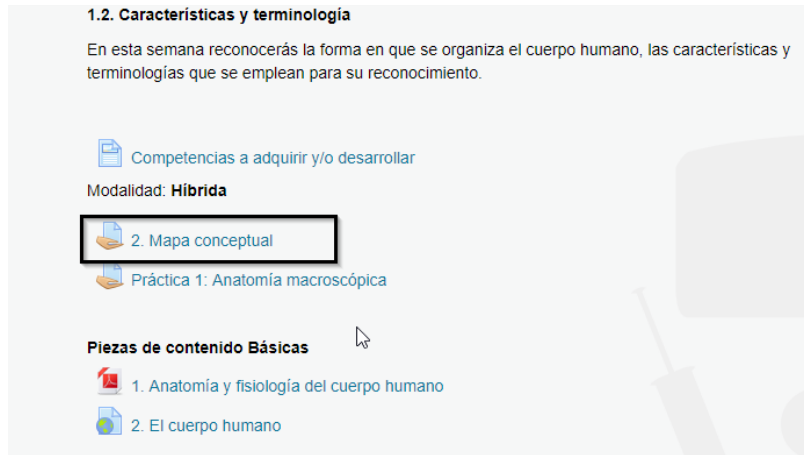 1.2. Características y terminología
En esta semana reconocerás la forma en que se organiza el cuerpo humano, las características y
terminologías que se emplean para su reconocimiento.
Competencias a adquirir y/o desarrollar
Modalidad: Híbrida
2. Mapa conceptual
Práctica 1: Anatomía macroscópica
Piezas de contenido Básicas
1. Anatomía y fisiología del cuerpo humano
2. El cuerpo humano